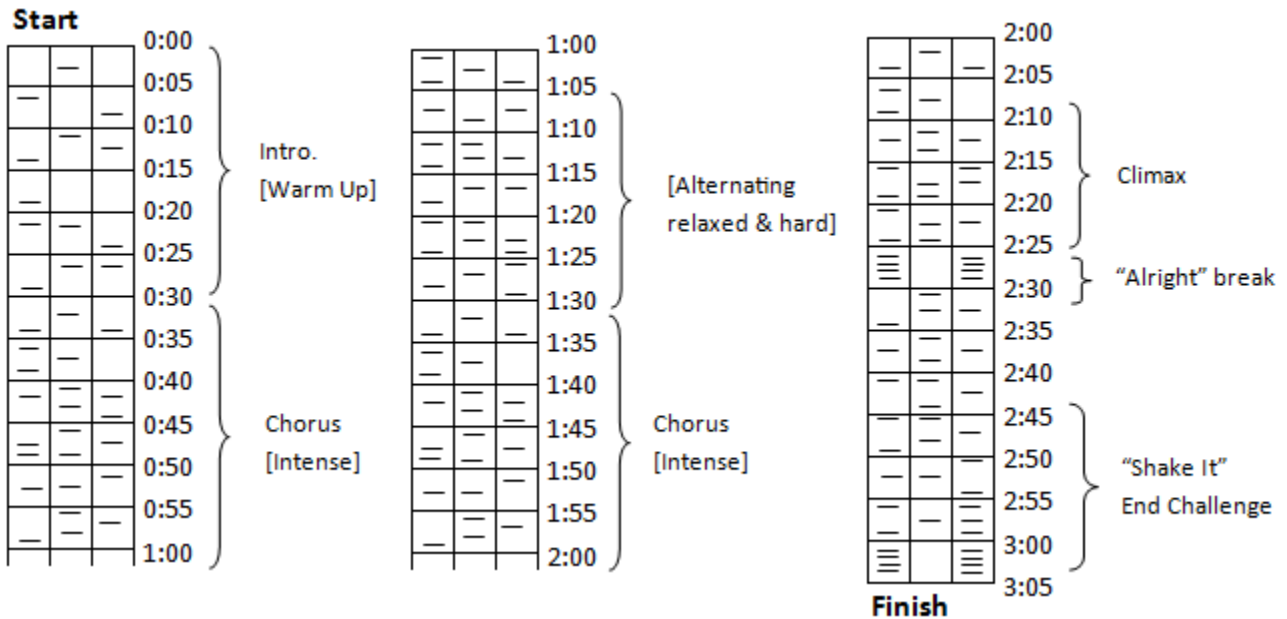 Start
0:00
0:05
0:10
0:15
0:20
0:25
0:30
0:35
0:40
0:45
0:50
0:55
1:00
Intro.
[Warm Up]
Chorus
[Intense]
1:00
1:05
1:10
1:15
1:20
1:25
1:30
1:35
1:40
1:45
1:50
1:55
2:00
[Alternating
relaxed & hard]
Chorus
[Intense]
2:00
2:05
2:10
2:15
2:20
2:25
2:30
2:35
2:40
2:45
2:50
2:55
3:00
3:05
Climax
“Alright” break
“Shake It”
End Challenge
Finish